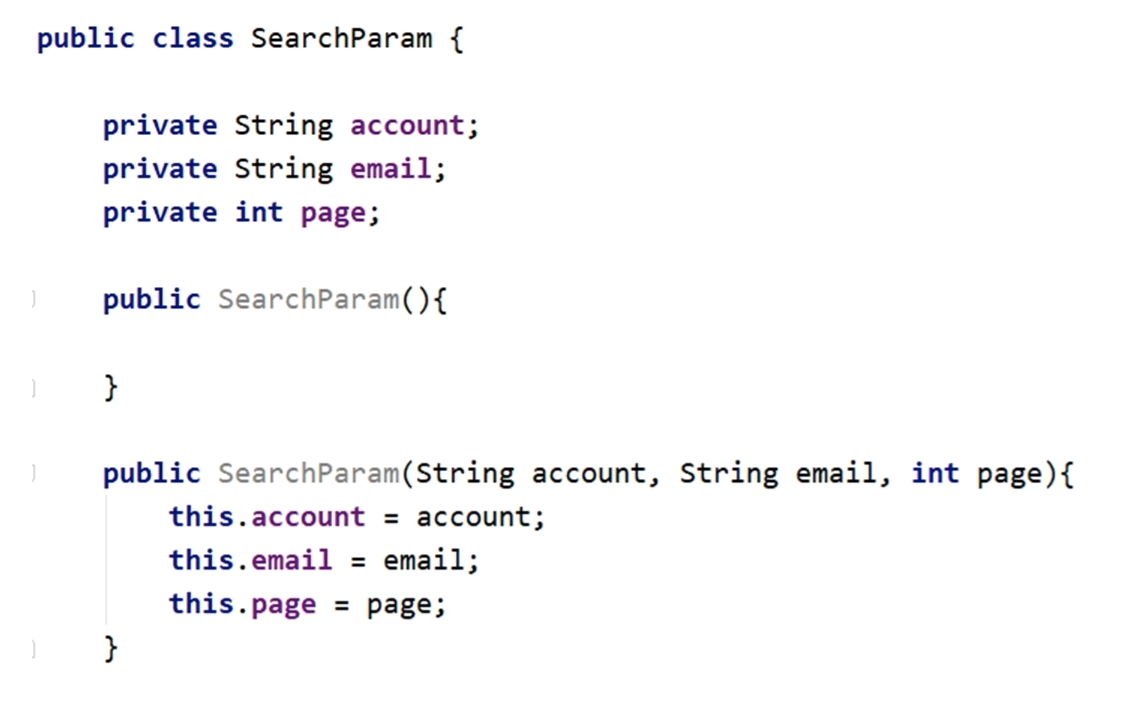 public class SearchParam {
private String account;
private String email;
private int page;
public SearchParam(){
}
public SearchParam(String account, String email, int page){
this.account = account;
this.email = email;
this.page = page;
}